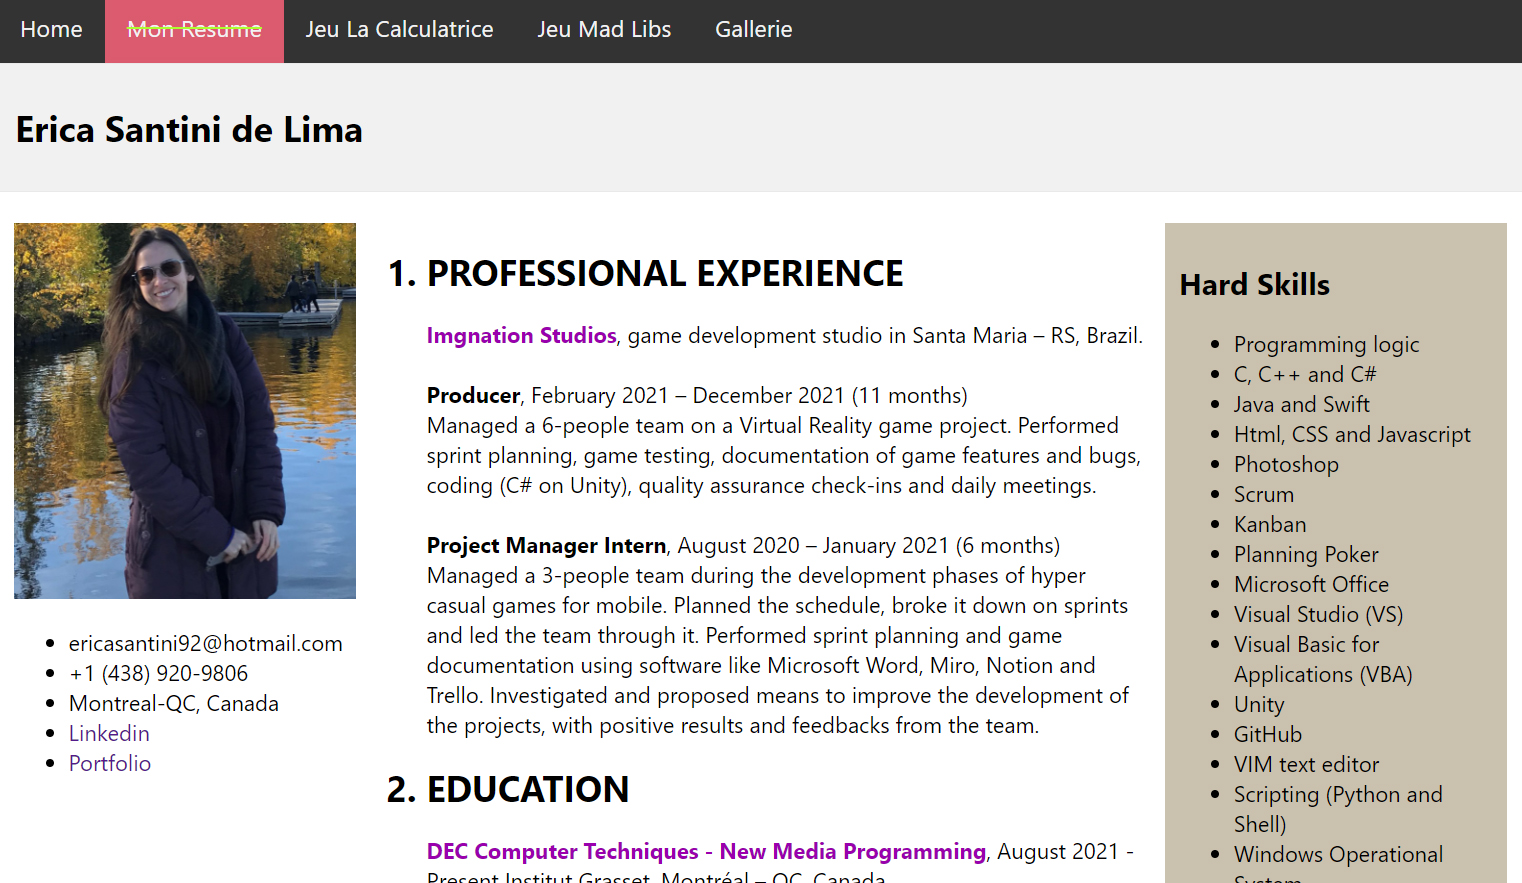 Home Mon Resume Jeu La Calculatrice Jeu Mad Libs Gallerie
Erica Santini de Lima
ericasantini92@hotmail.com
+1 (438) 920-9806
Montreal-QC, Canada
Linkedin
Portfolio
1. PROFESSIONAL EXPERIENCE
Imgnation Studios, game development studio in Santa Maria – RS, Brazil.
Producer, February 2021 – December 2021 (11 months)
Managed a 6-people team on a Virtual Reality game project. Performed
sprint planning, game testing, documentation of game features and bugs,
coding (C# on Unity), quality assurance check-ins and daily meetings.
Project Manager Intern, August 2020 – January 2021 (6 months)
Managed a 3-people team during the development phases of hyper
casual games for mobile. Planned the schedule, broke it down on sprints
and led the team through it. Performed sprint planning and game
documentation using software like Microsoft Word, Miro, Notion and
Trello. Investigated and proposed means to improve the development of
the projects, with positive results and feedbacks from the team.
2. EDUCATION
DEC Computer Techniques - New Media Programming, August 2021 -
Present Institut Grasset, Montréal – QC, Canada
Hard Skills
Programming logic
C, C++ and C#
Java and Swift
Html, CSS and Javascript
Photoshop
Scrum
Kanban
Planning Poker
Microsoft Office
Visual Studio (VS)
Visual Basic for
Applications (VBA)
Unity
GitHub
VIM text editor
Scripting (Python and
Shell)
Windows Operational
System